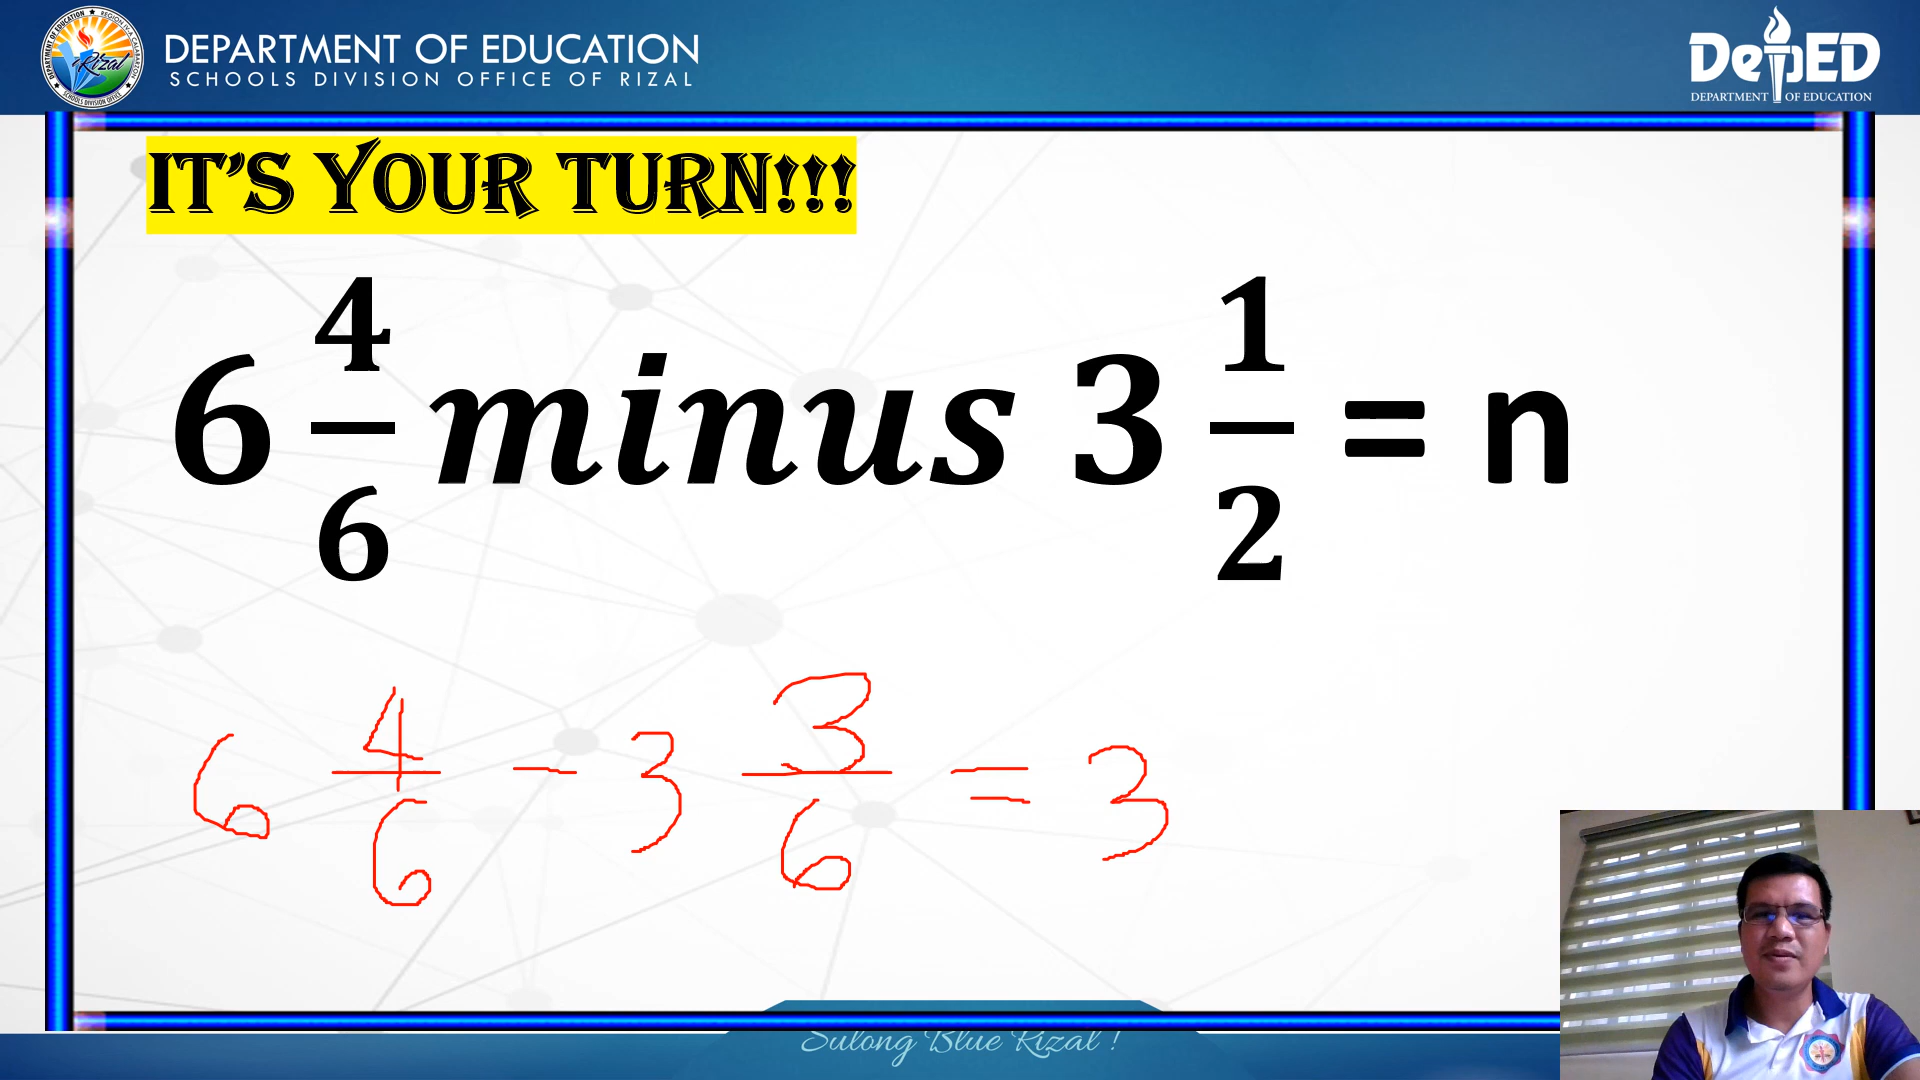 DEPARTMENT OF EDUCATION
SCHOOLS DIVISION OFFICE OF RIZAL
DepED
DEPARTMENT OF EDUCATION
IT'S YOUR TURN!!!
6 4/6 minus 3 1/2 = n
6 4/6 - 3 3/6 = 3
Sulong Blue Rizal !